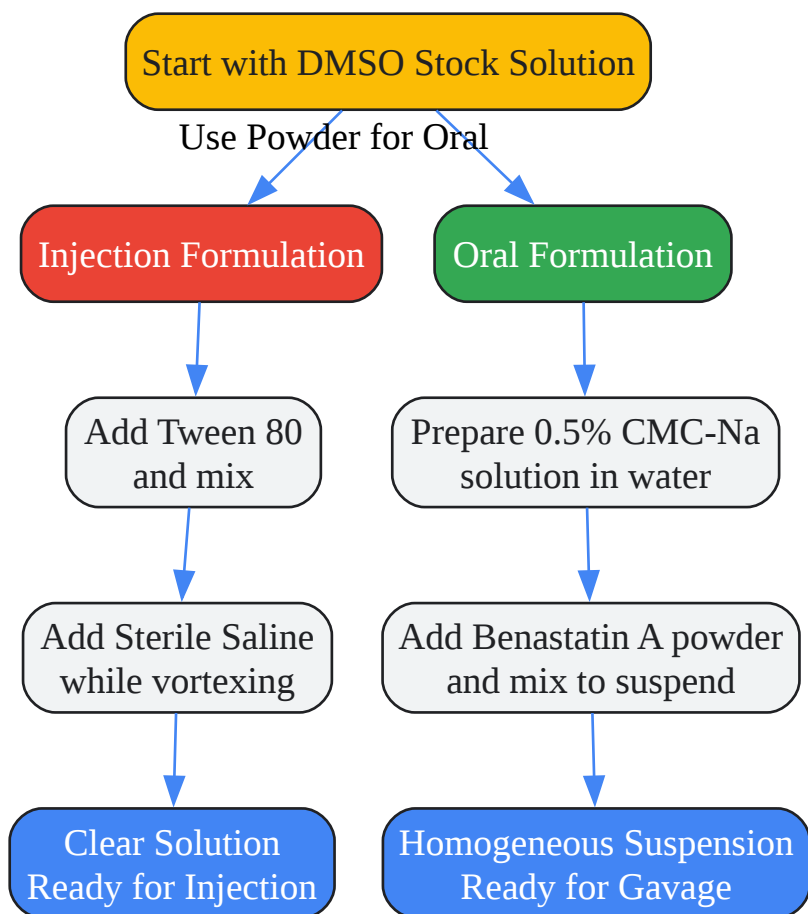 Start with DMSO Stock Solution
Use Powder for Oral
Injection Formulation
Oral Formulation
Add Tween 80
and mix
Prepare 0.5% CMC-Na
solution in water
Add Sterile Saline
while vortexing
Add Benastatin A powder
and mix to suspend
Clear Solution
Ready for Injection
Homogeneous Suspension
Ready for Gavage